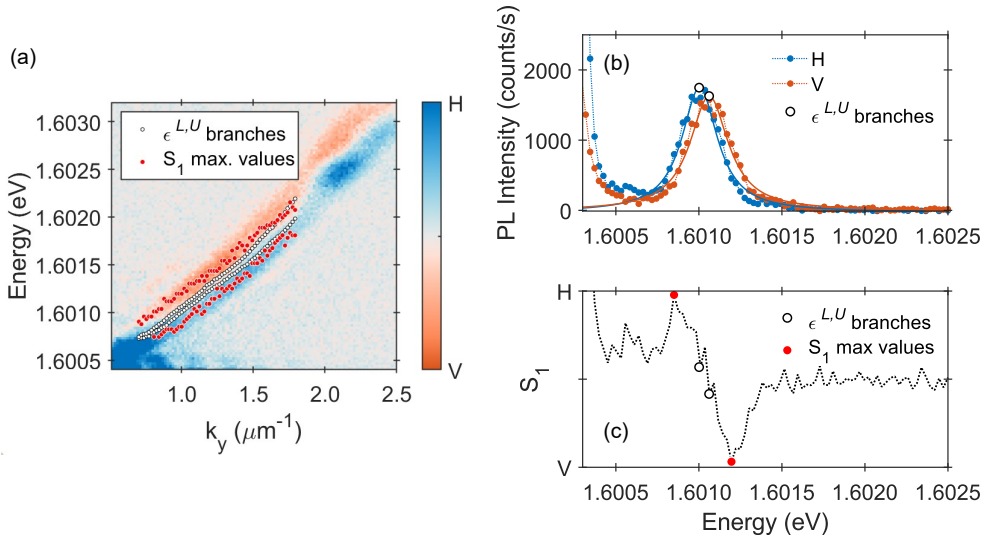 (a)
1.6030
1.6025
1.6020
1.6015
1.6010
1.6005
Energy (eV)
1.0
1.5
2.0
2.5
k_y (μm⁻¹)
ϵ^{L,U} branches
S₁ max. values
H
V
(b)
PL Intensity (counts/s)
2000
1000
0
H
V
ϵ^{L,U} branches
1.6005
1.6010
1.6015
1.6020
1.6025
(c)
H
S₁
V
ϵ^{L,U} branches
S₁ max values
1.6005
1.6010
1.6015
1.6020
1.6025
Energy (eV)